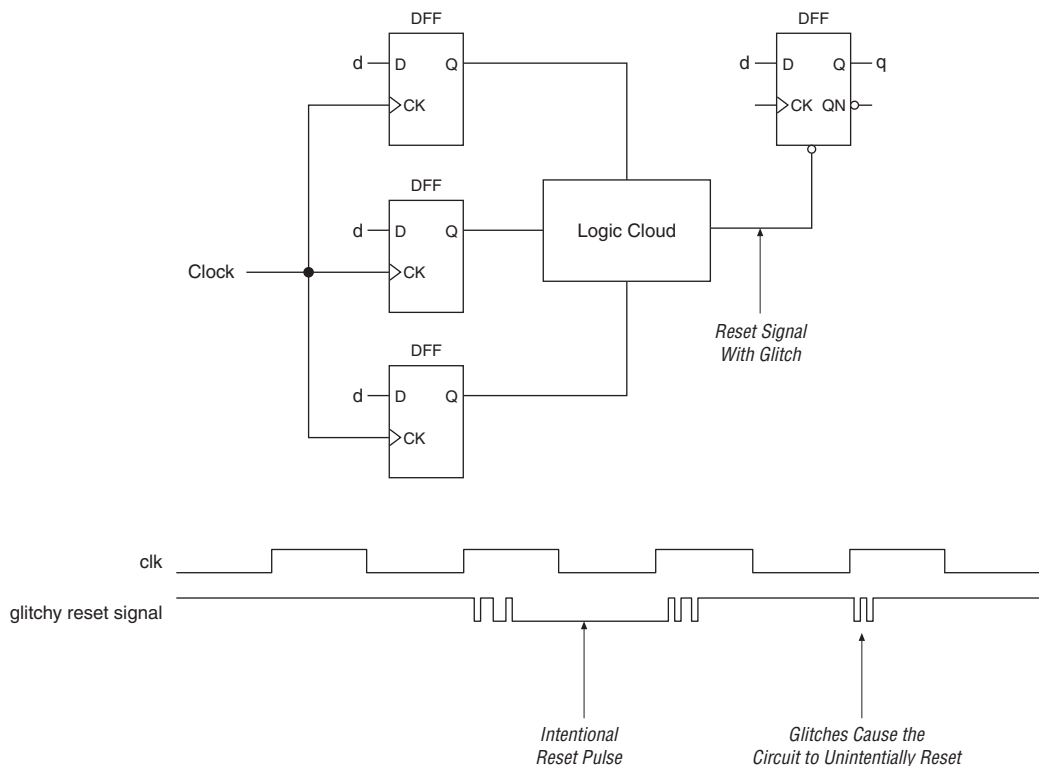 DFF
d
D
Q
CK
DFF
d
D
Q
q
CK
QN
DFF
d
D
Q
Logic Cloud
Clock
CK
Reset Signal
With Glitch
DFF
d
D
Q
CK
clk
glitchy reset signal
Intentional
Reset Pulse
Glitches Cause the
Circuit to Unintentially Reset